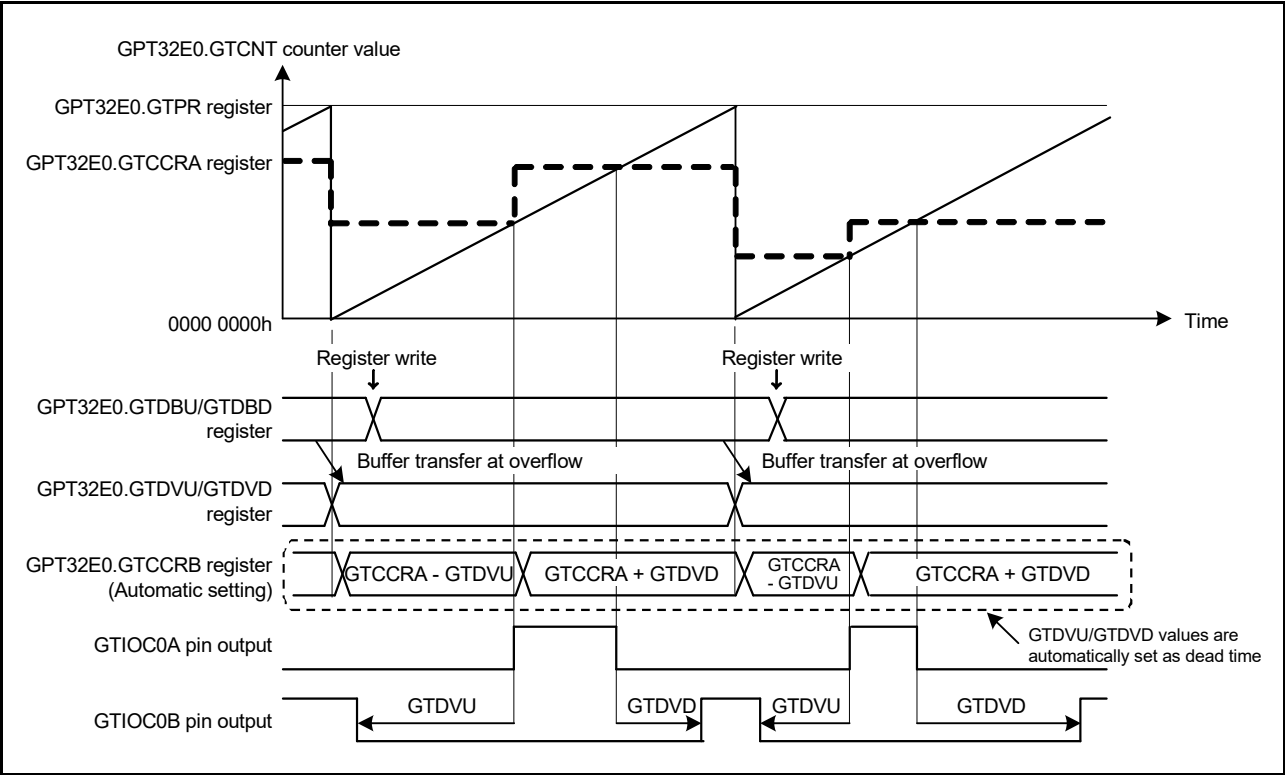 GPT32E0.GTCNT counter value
GPT32E0.GTPR register
GPT32E0.GTCCRA register
0000 0000h
Time
Register write
Register write
GPT32E0.GTDBU/GTDBD
register
Buffer transfer at overflow
Buffer transfer at overflow
GPT32E0.GTDVU/GTDVD
register
GPT32E0.GTCCRB register
(Automatic setting)
GTCCRA - GTDVU
GTCCRA + GTDVD
GTCCRA
- GTDVU
GTCCRA + GTDVD
GTDVU/GTDVD values are
automatically set as dead time
GTIOC0A pin output
GTIOC0B pin output
GTDVU
GTDVD
GTDVU
GTDVD